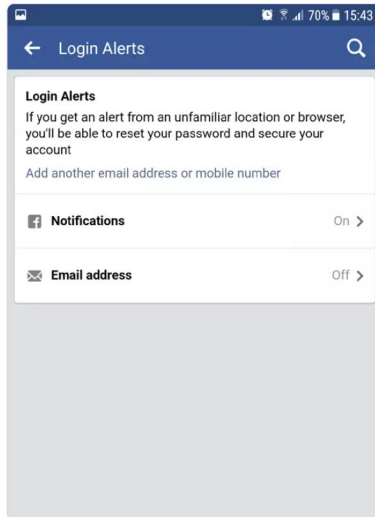 70% 15:43
Login Alerts
Login Alerts
If you get an alert from an unfamiliar location or browser,
you'll be able to reset your password and secure your
account
Add another email address or mobile number
Notifications On
Email address Off